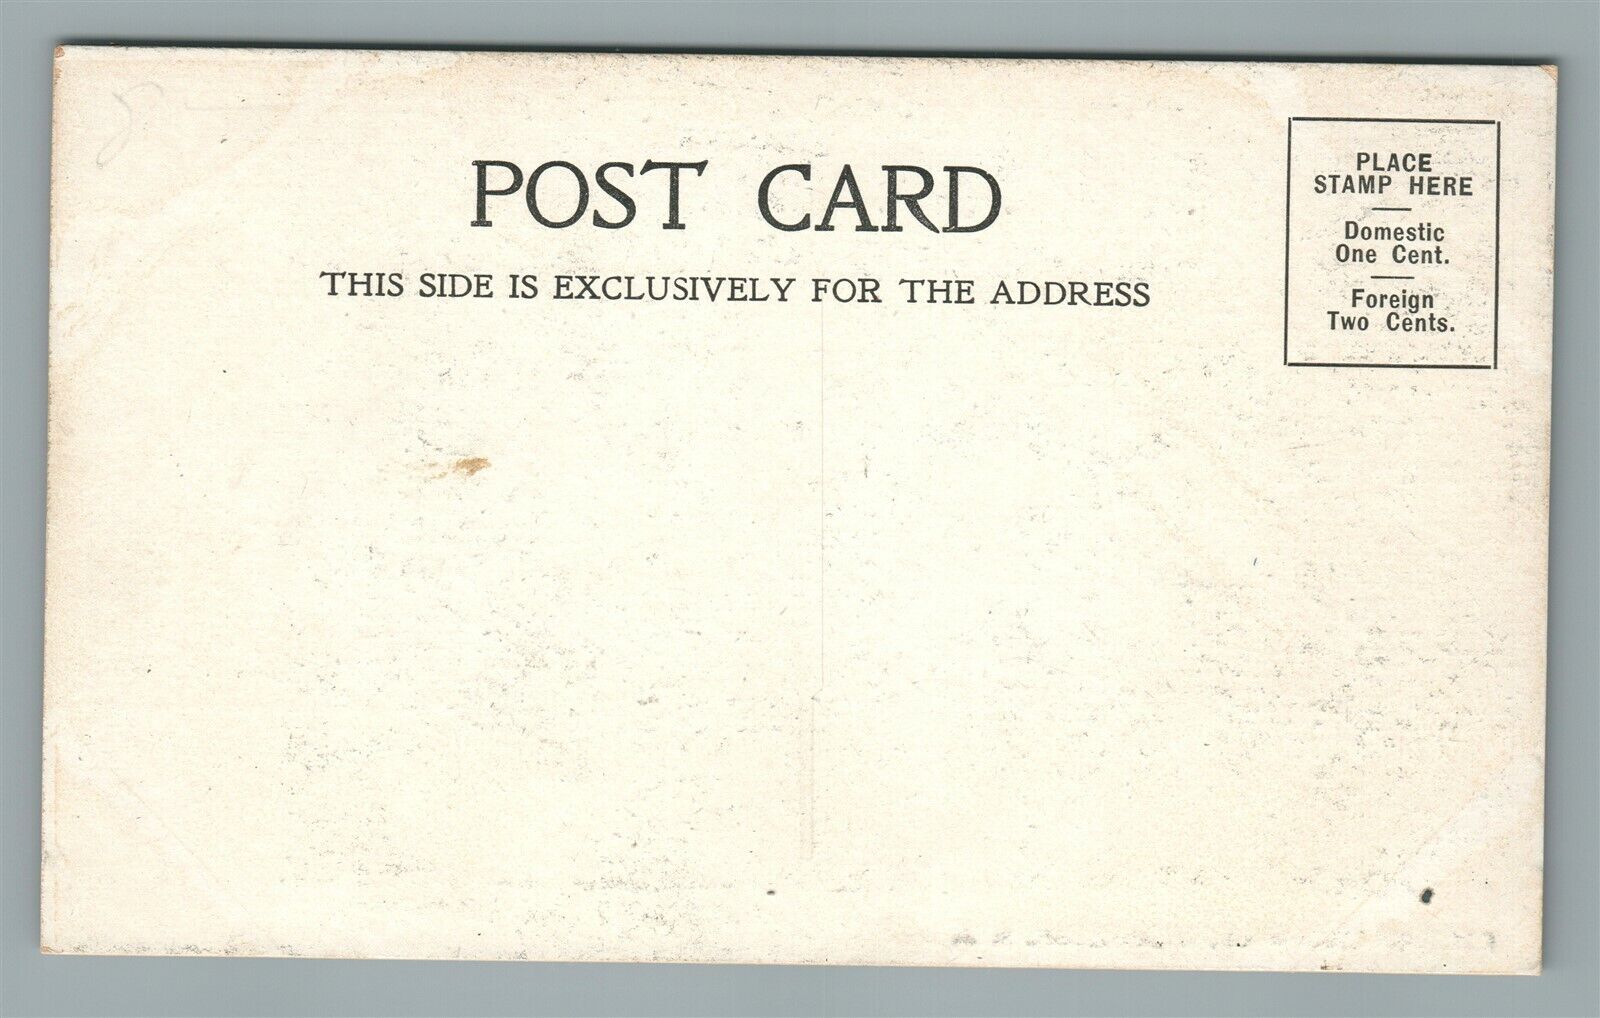 POST CARD
THIS SIDE IS EXCLUSIVELY FOR THE ADDRESS
PLACE
STAMP HERE
Domestic
One Cent.
Foreign
Two Cents.